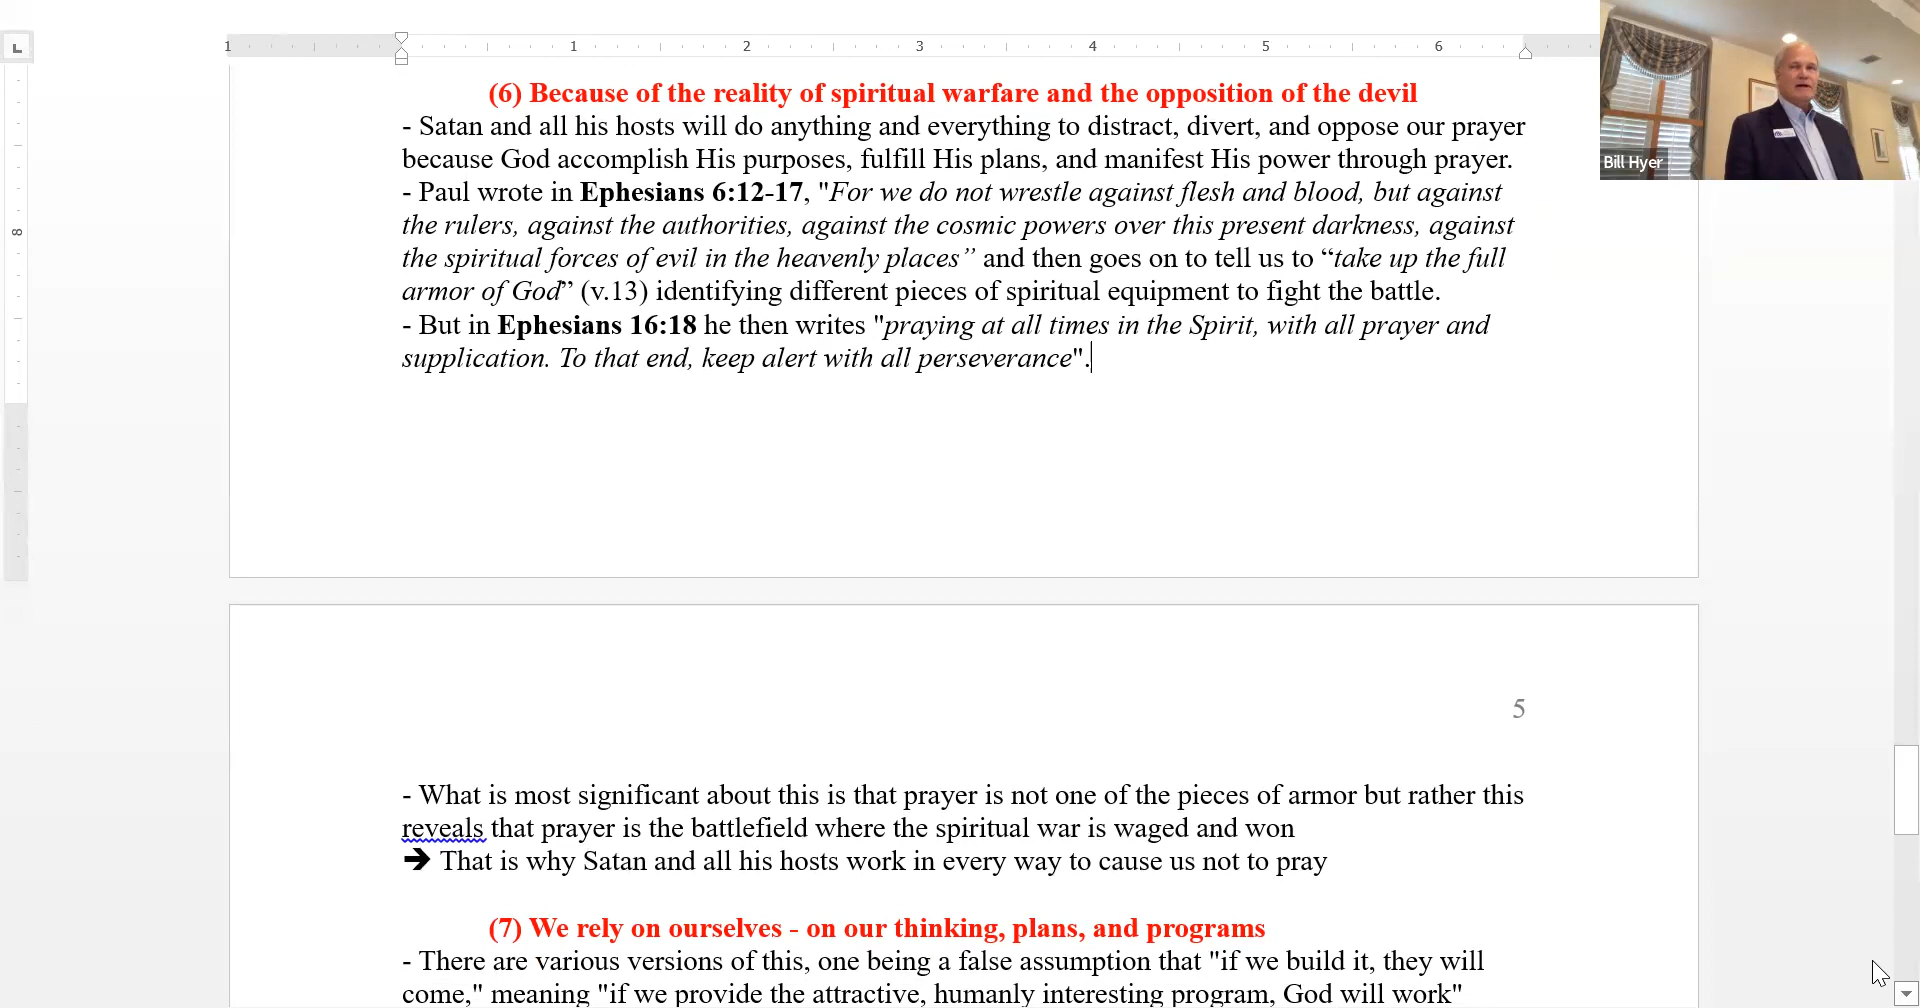 1 1 2 3 4 5 6
(6) Because of the reality of spiritual warfare and the opposition of the devil
- Satan and all his hosts will do anything and everything to distract, divert, and oppose our prayer
because God accomplish His purposes, fulfill His plans, and manifest His power through prayer.
- Paul wrote in Ephesians 6:12-17, "For we do not wrestle against flesh and blood, but against
the rulers, against the authorities, against the cosmic powers over this present darkness, against
the spiritual forces of evil in the heavenly places” and then goes on to tell us to “take up the full
armor of God” (v.13) identifying different pieces of spiritual equipment to fight the battle.
- But in Ephesians 16:18 he then writes "praying at all times in the Spirit, with all prayer and
supplication. To that end, keep alert with all perseverance".
Bill Hyer
8
5
- What is most significant about this is that prayer is not one of the pieces of armor but rather this
reveals that prayer is the battlefield where the spiritual war is waged and won
➔ That is why Satan and all his hosts work in every way to cause us not to pray
(7) We rely on ourselves - on our thinking, plans, and programs
- There are various versions of this, one being a false assumption that "if we build it, they will
come," meaning "if we provide the attractive, humanly interesting program, God will work"